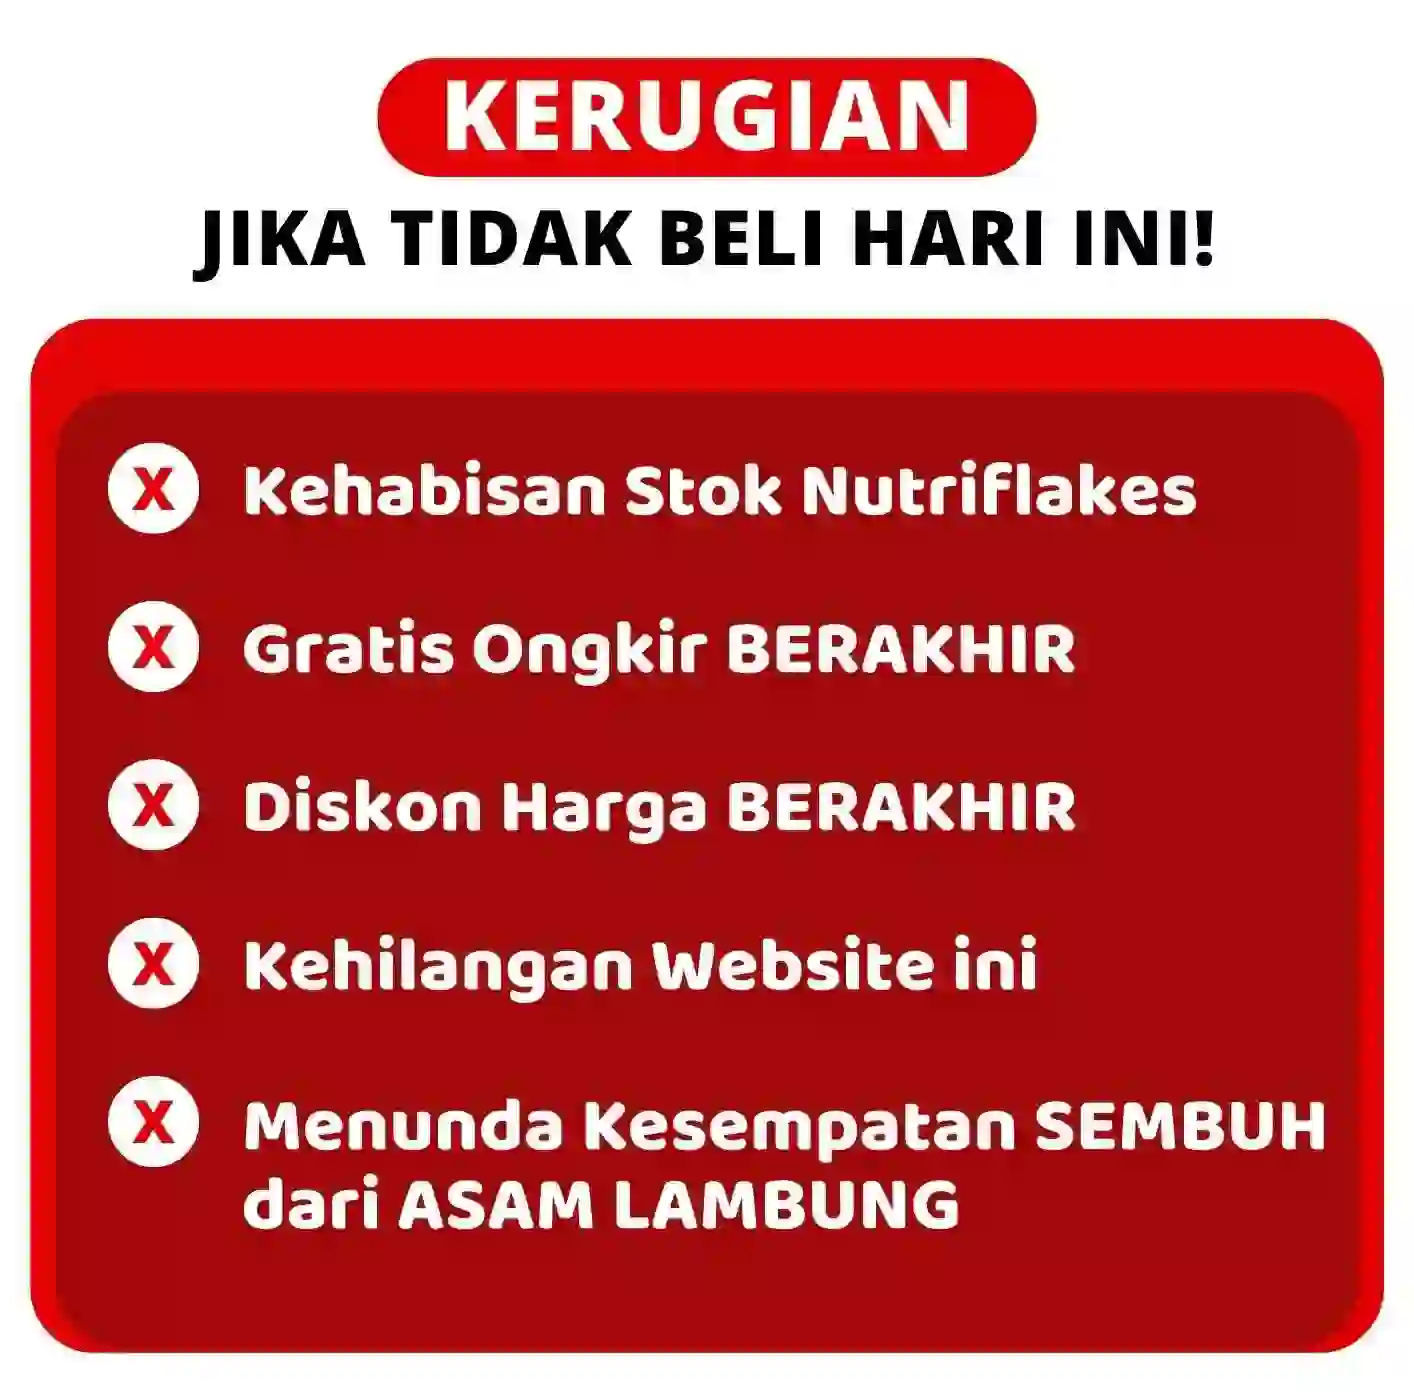 KERUGIAN
JIKA TIDAK BELI HARI INI!
X Kehabisan Stok Nutriflakes
X Gratis Ongkir BERAKHIR
X Diskon Harga BERAKHIR
X Kehilangan Website ini
X Menunda Kesempatan SEMBUH
dari ASAM LAMBUNG